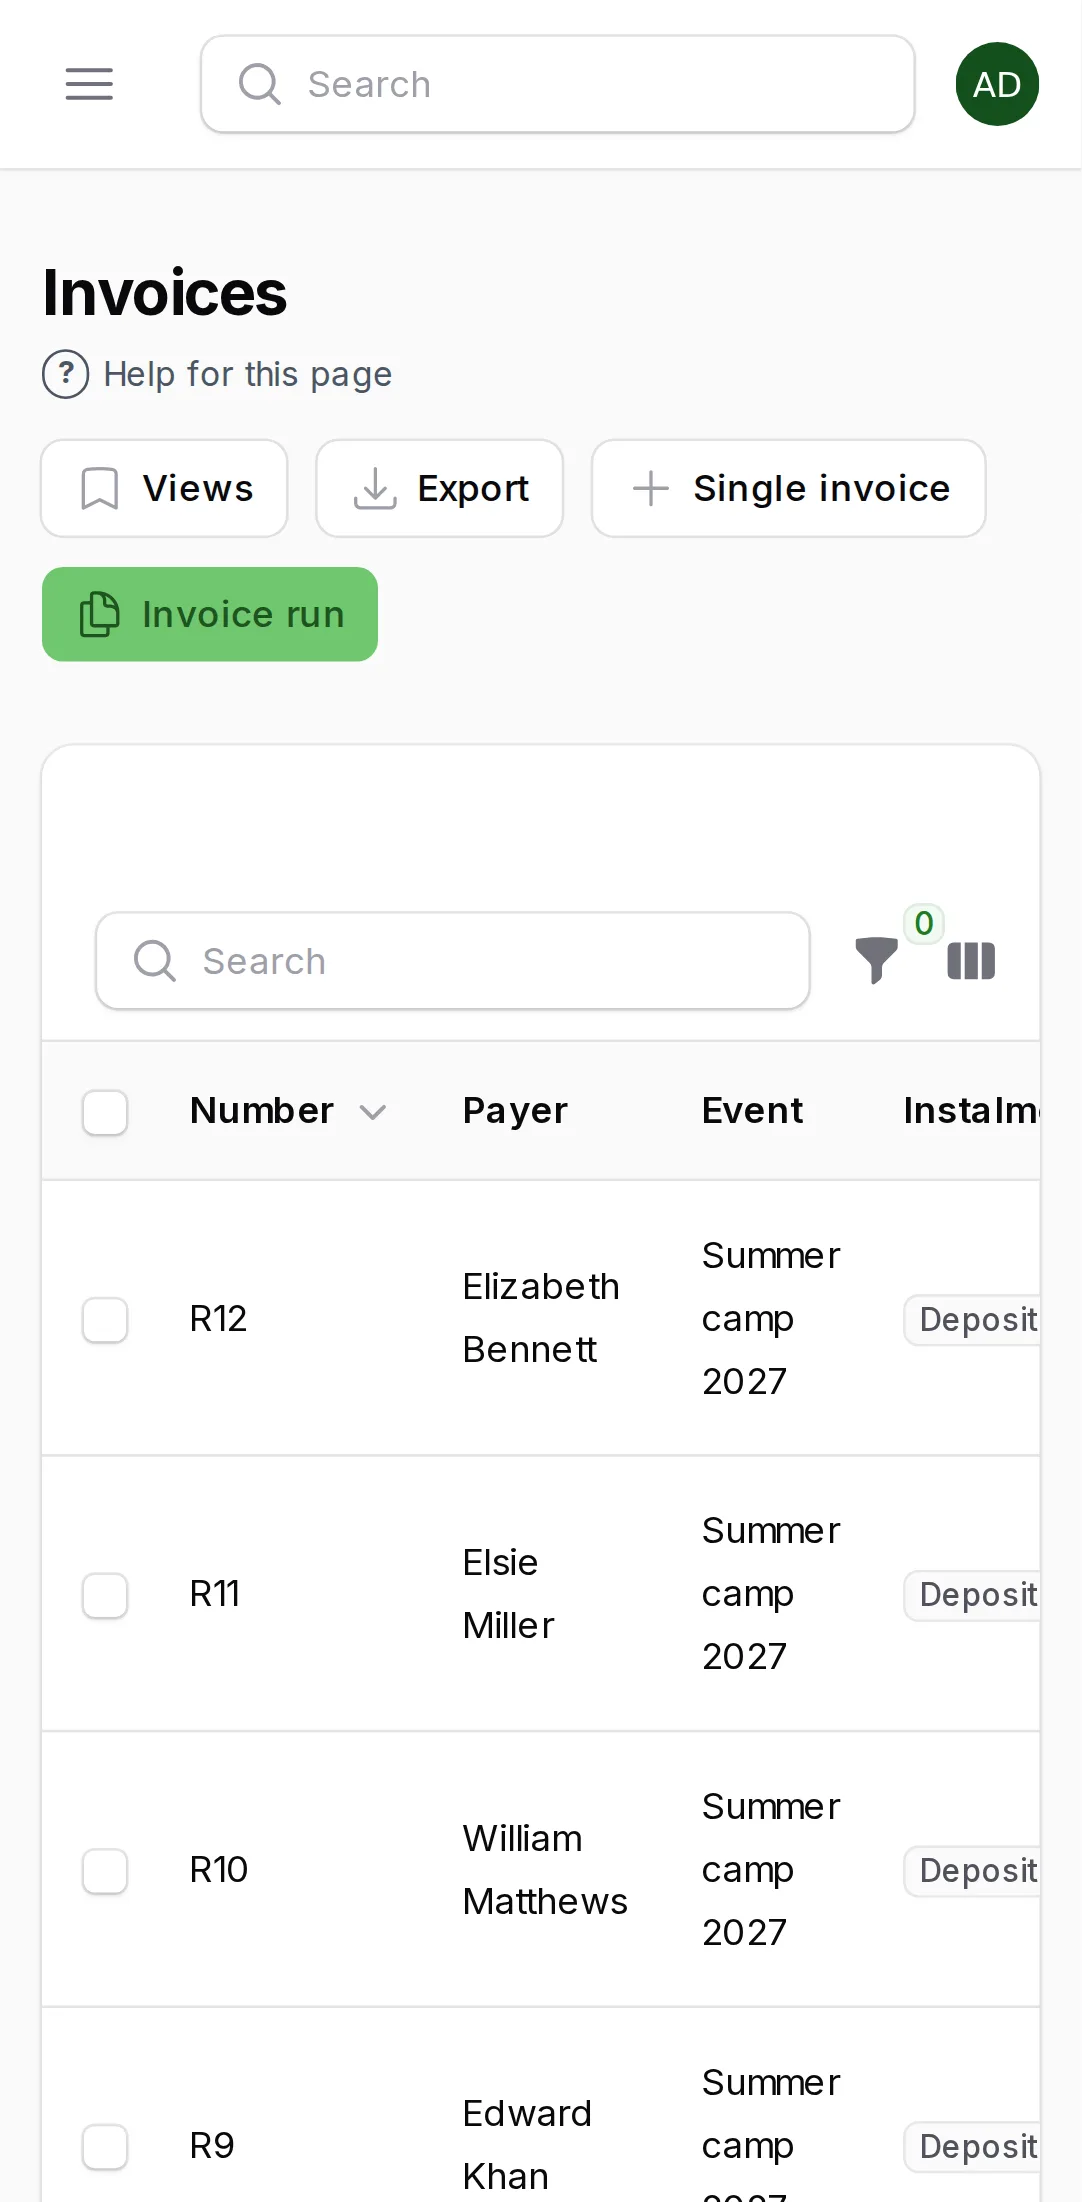 Search
AD
Invoices
? Help for this page
Views
Export
Single invoice
Invoice run
Search
0
Number
Payer
Event
R12
Elizabeth
Bennett
Summer
camp
2027
Deposit
R11
Elsie
Miller
Summer
camp
2027
Deposit
R10
William
Matthews
Summer
camp
2027
Deposit
R9
Edward
Khan
Summer
camp
Deposit